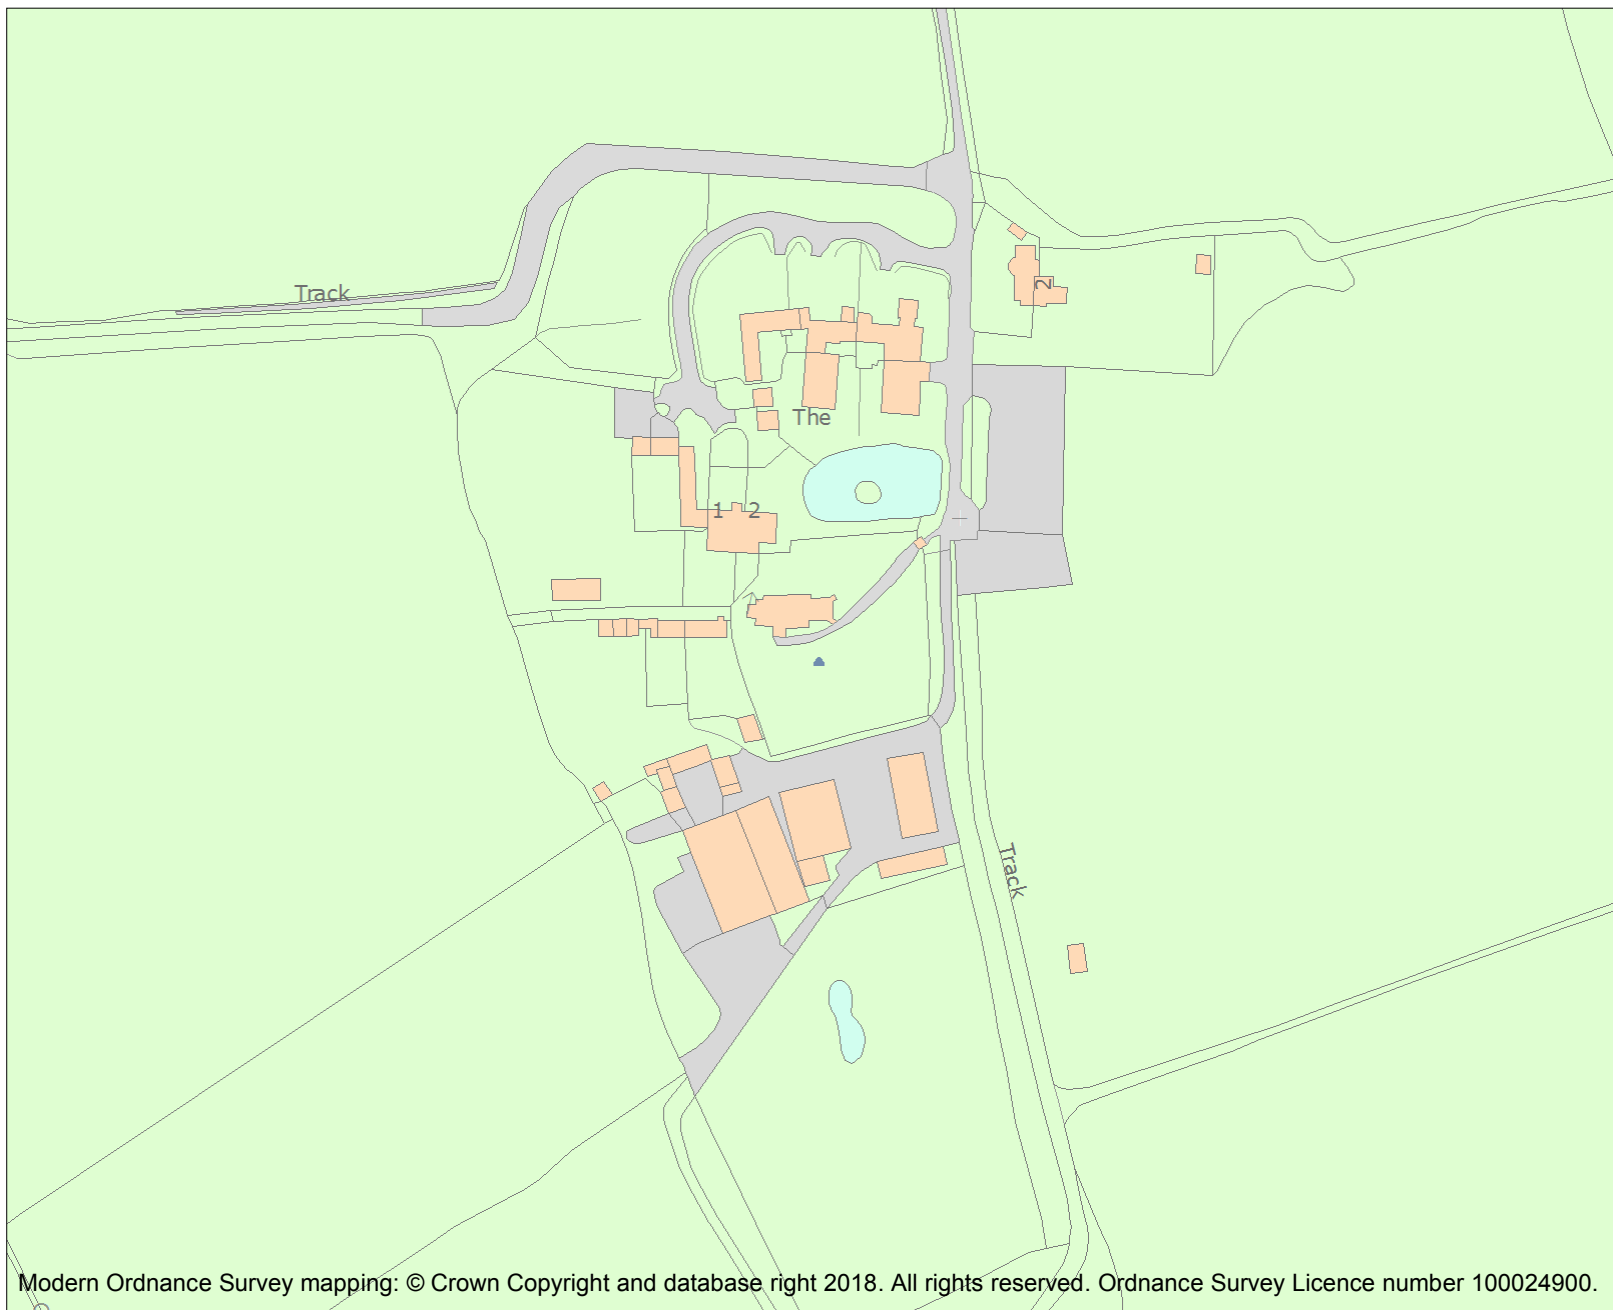 2
Track
The
1 2
Track
Modern Ordnance Survey mapping: © Crown Copyright and database right 2018. All rights reserved. Ordnance Survey Licence number 100024900.